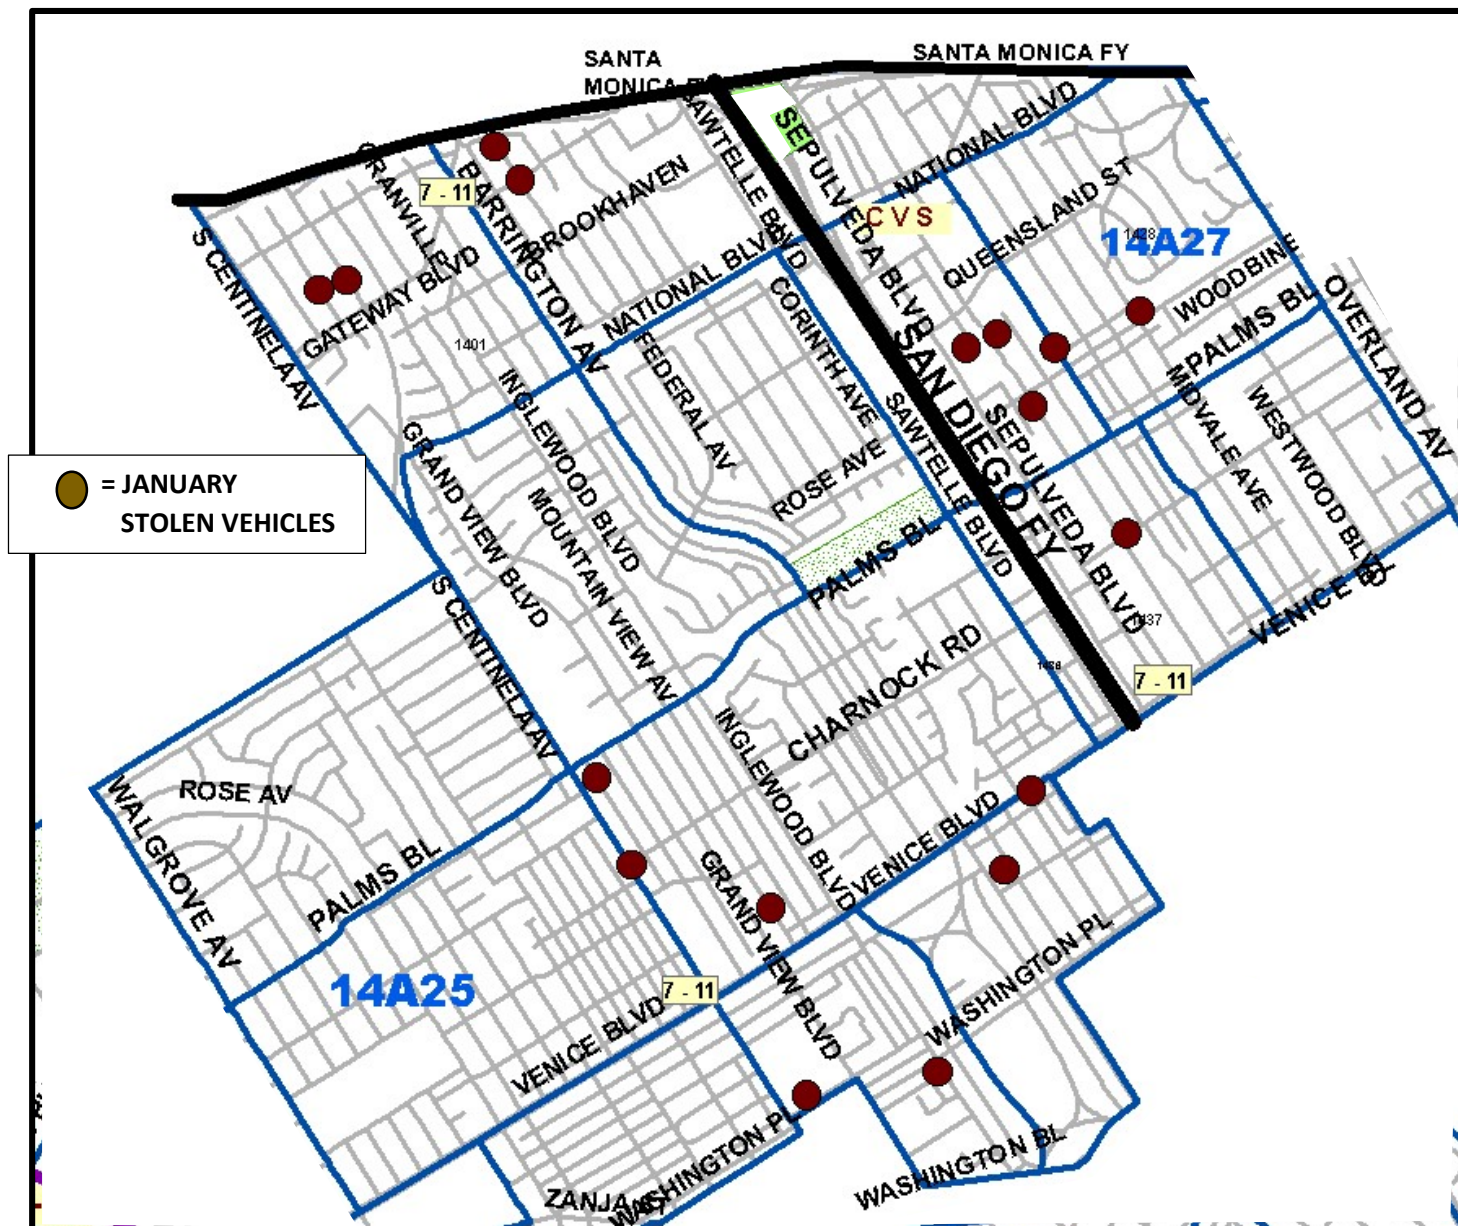 SANTA
MONICA
SANTA MONICA FY
SAWTELLE BLVD
SEPULVEDA BLVD
NATIONAL BLVD
GRANVILLE
7 - 11
BARRINGTON AV
BROOKHAVEN
C V S
QUEENSLAND ST
1428
14A27
WOODBINE
S CENTINELA AV
GATEWAY BLVD
NATIONAL BLVD
CORINTH AVE
SAN DIEGO FY
PALMS BL
OVERLAND AV
1401
INGLEWOOD BLVD
FEDERAL AV
MIDVALE AVE
WESTWOOD BLVD
GRAND VIEW BLVD
MOUNTAIN VIEW AV
ROSE AVE
SAWTELLE BLVD
SEPULVEDA BLVD
= JANUARY
STOLEN VEHICLES
PALMS BL
S CENTINELA AV
CHARNOCK RD
1437
VENICE BL
7 - 11
INGLEWOOD BLVD
ROSE AV
WALGROVE AV
PALMS BL
VENICE BLVD
GRAND VIEW BLVD
14A25
7 - 11
VENICE BLVD
WASHINGTON PL
WASHINGTON PL
WASHINGTON BL
ZANJA